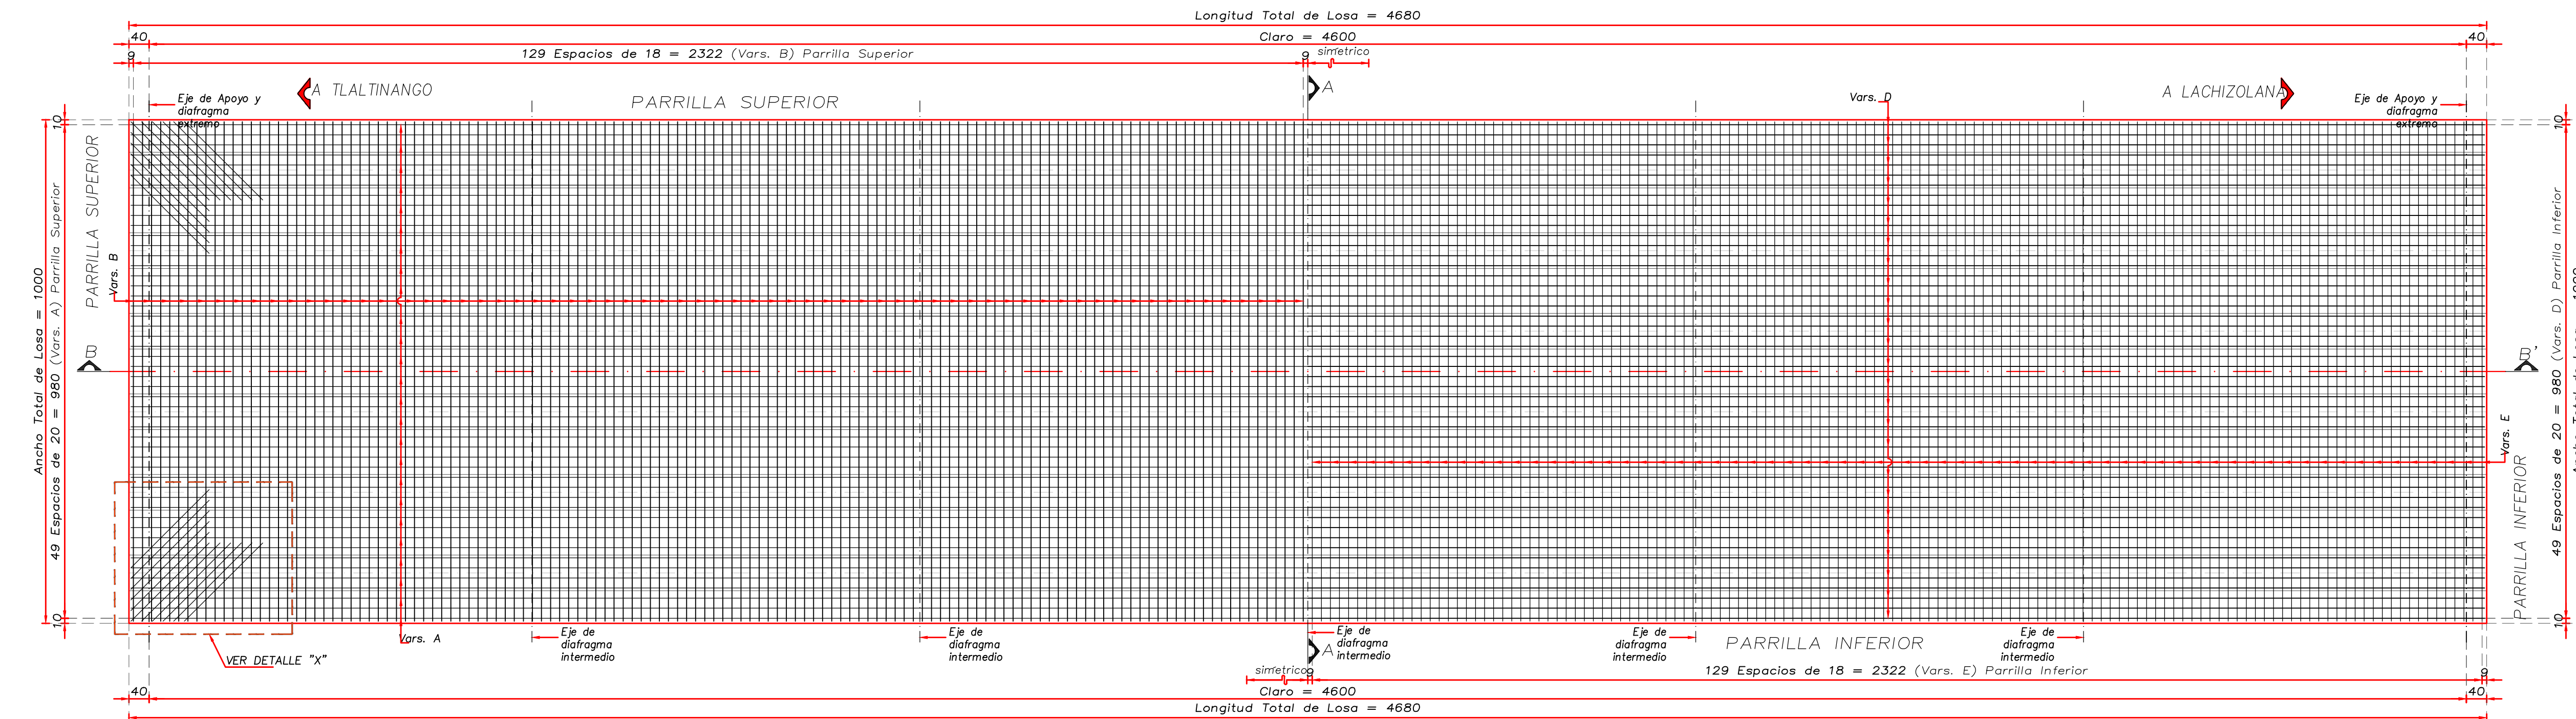 Longitud Total de Losa = 4680
40
Claro = 4600
40
129 Espacios de 18 = 2322 (Vars. B) Parrilla Superior
9
9
simetrico
A TLALTINANGO
A
A LACHIZOLANA
Eje de Apoyo y
diafragma
extremo
PARRILLA SUPERIOR
Vars. D
Eje de Apoyo y
diafragma
extremo
10
10
PARRILLA SUPERIOR
Vars. B
Ancho Total de Losa = 1000
49 Espacios de 20 = 980 (Vars. A) Parrilla Superior
49 Espacios de 20 = 980 (Vars. D) Parrilla Inferior
B
B'
Vars. E
PARRILLA INFERIOR
10
10
Vars. A
VER DETALLE "X"
Eje de
diafragma
intermedio
Eje de
diafragma
intermedio
Eje de
diafragma
intermedio
A
Eje de
diafragma
intermedio
PARRILLA INFERIOR
Eje de
diafragma
intermedio
simetrico
9
129 Espacios de 18 = 2322 (Vars. E) Parrilla Inferior
9
40
Claro = 4600
40
Longitud Total de Losa = 4680